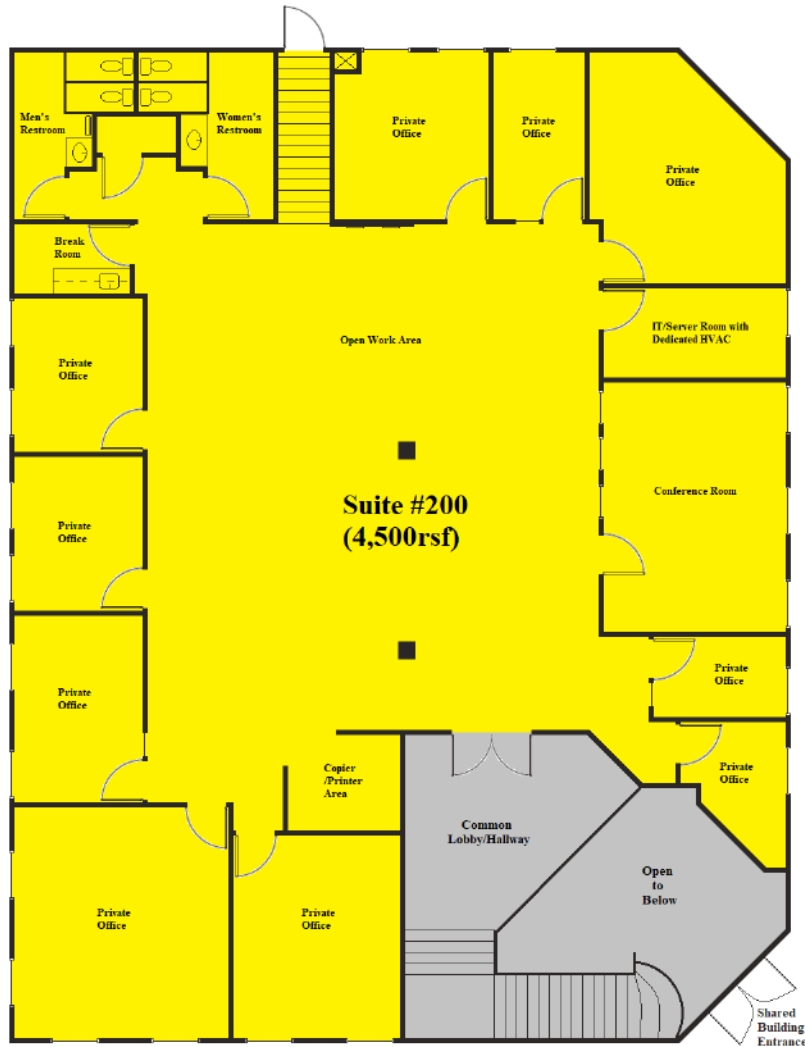 Men's
Restroom
Women's
Restroom
Private
Office
Private
Office
Private
Office
Break
Room
Open Work Area
IT/Server Room with
Dedicated HVAC
Private
Office
Conference Room
Suite #200
(4,500rsf)
Private
Office
Private
Office
Private
Office
Copier
/Printer
Area
Private
Office
Common
Lobby/Hallway
Open
to
Below
Private
Office
Private
Office
Shared
Building
Entrance